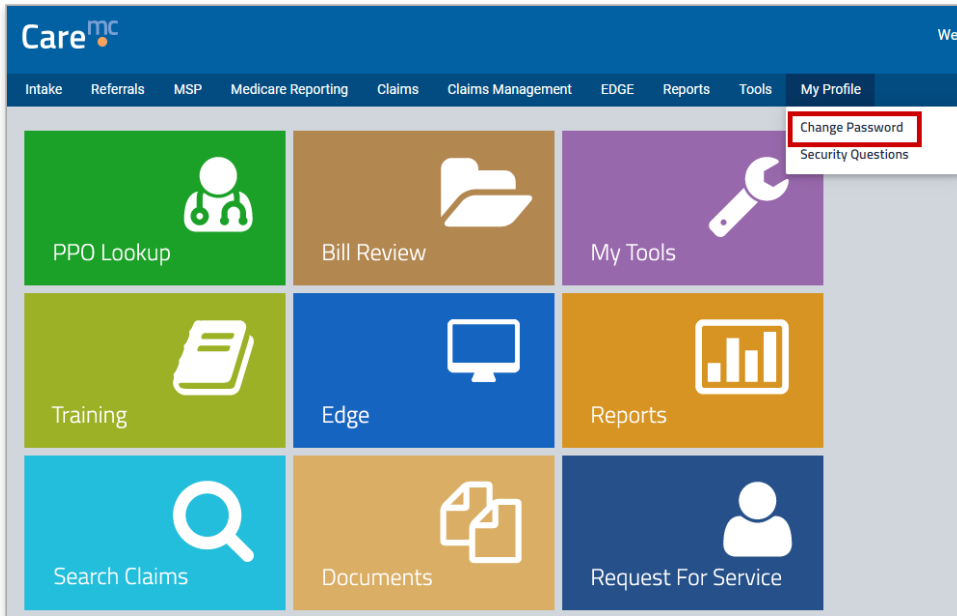 Care mc
We
Intake Referrals MSP Medicare Reporting Claims Claims Management EDGE Reports Tools My Profile
Change Password
Security Questions
PPO Lookup Bill Review My Tools
Training Edge Reports
Search Claims Documents Request For Service